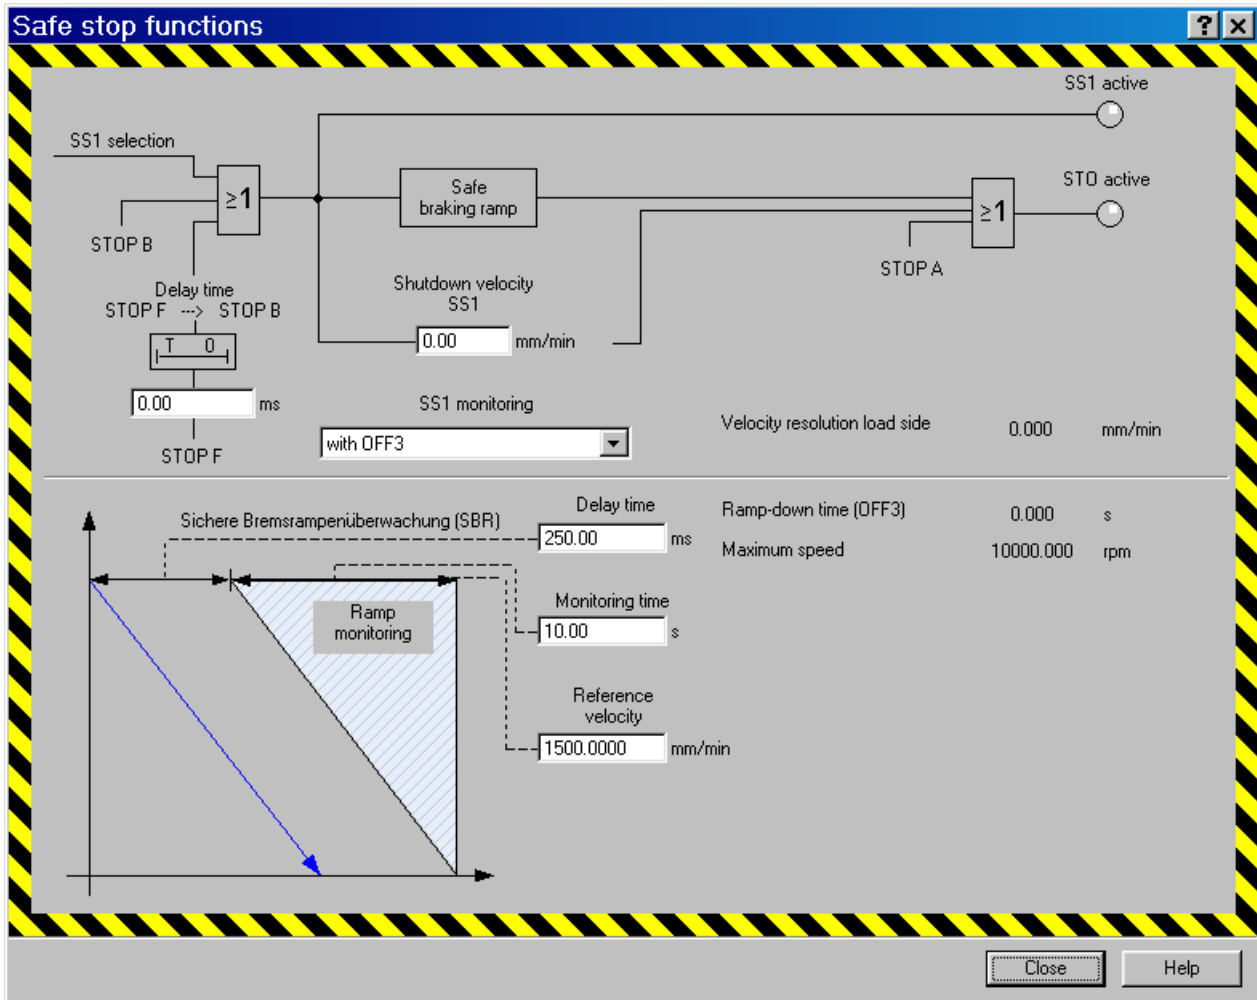 Safe stop functions
SS1 active
SS1 selection
Safe
braking ramp
STO active
≥1
≥1
STOP B
STOP A
Delay time
STOP F ---> STOP B
Shutdown velocity
SS1
T 0
0.00 mm/min
0.00 ms
SS1 monitoring
STOP F
with OFF3
Velocity resolution load side 0.000 mm/min
Sichere Bremsrampenüberwachung (SBR)
Delay time
250.00 ms
Ramp-down time (OFF3) 0.000 s
Maximum speed 10000.000 rpm
Ramp
monitoring
Monitoring time
10.00 s
Reference
velocity
1500.0000 mm/min
Close
Help